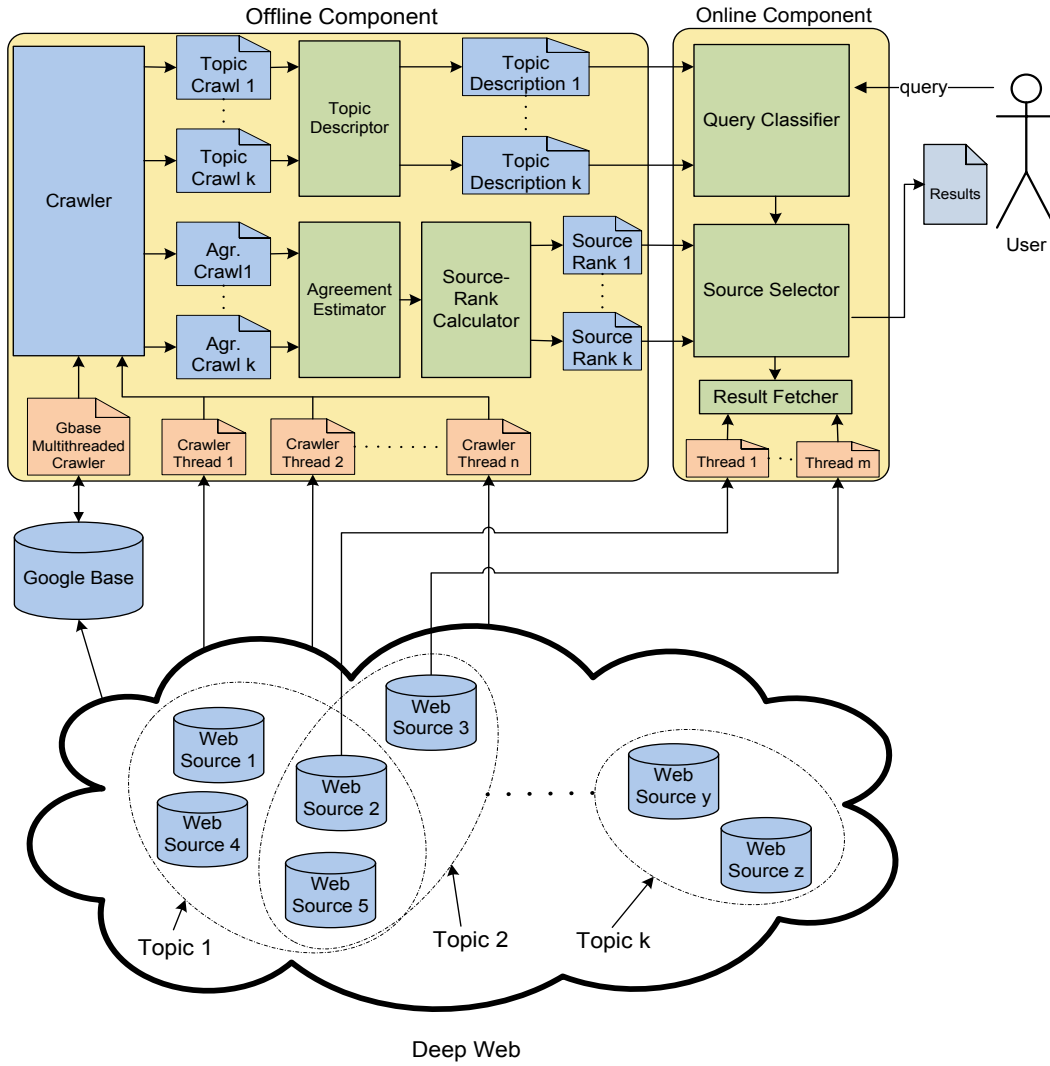 Offline Component
Online Component
Crawler
Topic
Crawl 1
Topic
Crawl k
Topic
Descriptor
Topic
Description 1
Topic
Description k
Query Classifier
query
Results
User
Agr.
Crawl1
Agr.
Crawl k
Agreement
Estimator
Source-
Rank
Calculator
Source
Rank 1
Source
Rank k
Source Selector
Result Fetcher
Gbase
Multithreaded
Crawler
Crawler
Thread 1
Crawler
Thread 2
Crawler
Thread n
Thread 1
Thread m
Google Base
Web
Source 1
Web
Source 2
Web
Source 3
Web
Source 4
Web
Source 5
Web
Source y
Web
Source z
Topic 1
Topic 2
Topic k
Deep Web